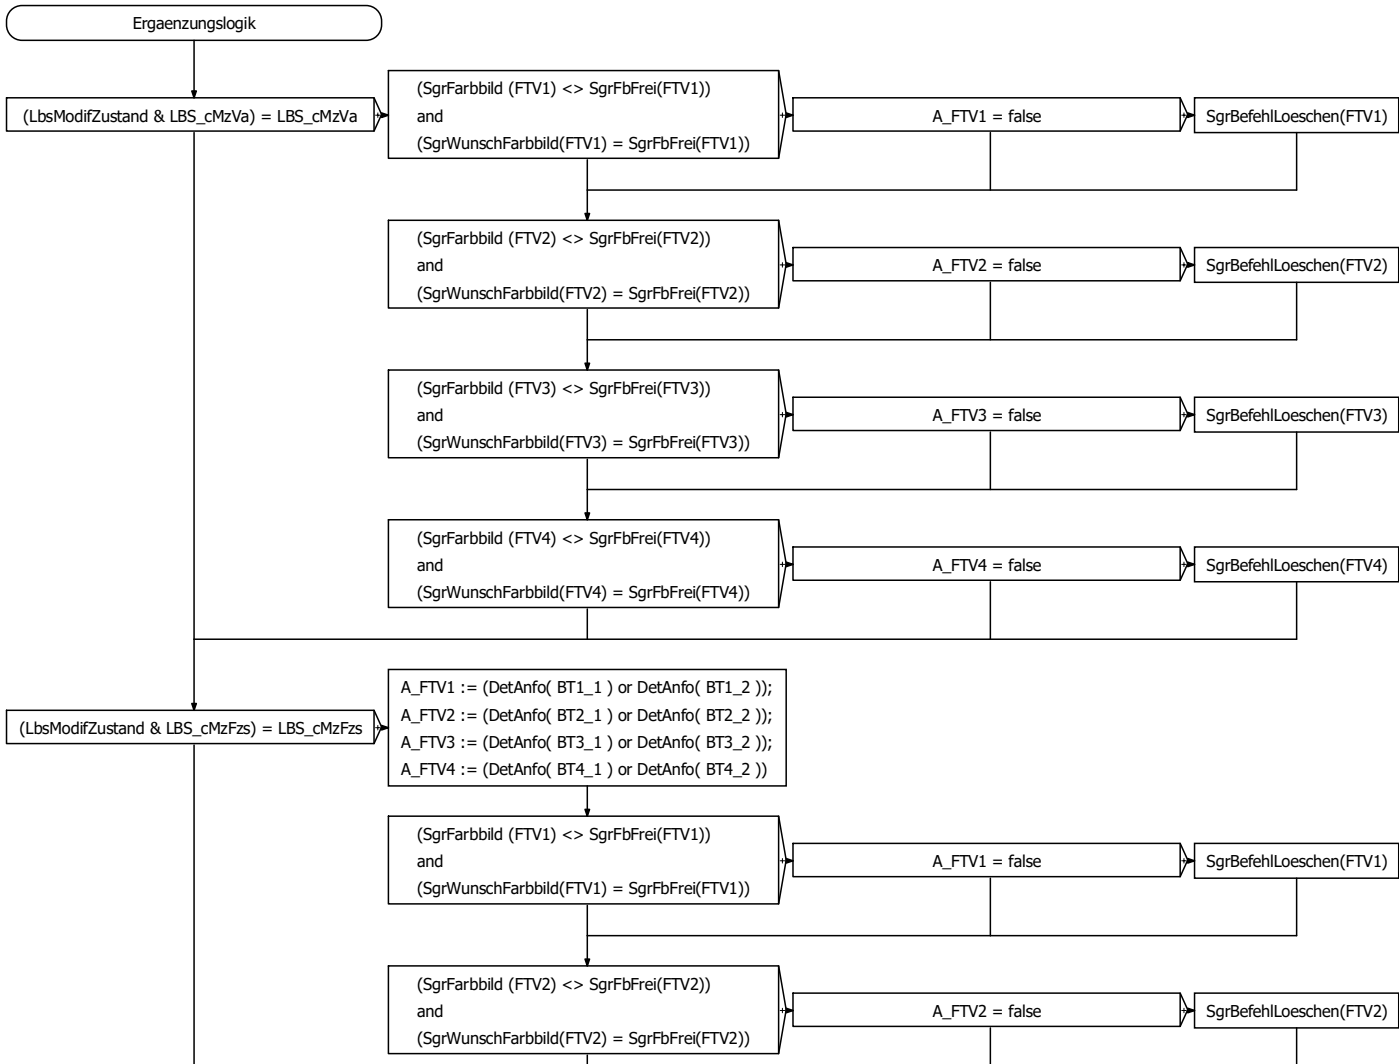 Ergaenzungslogik
(LbsModifZustand & LBS_cMzVa) = LBS_cMzVa
(SgrFarbbild (FTV1) <> SgrFbFrei(FTV1))
and
(SgrWunschFarbbild(FTV1) = SgrFbFrei(FTV1))
A_FTV1 = false
SgrBefehlLoeschen(FTV1)
(SgrFarbbild (FTV2) <> SgrFbFrei(FTV2))
and
(SgrWunschFarbbild(FTV2) = SgrFbFrei(FTV2))
A_FTV2 = false
SgrBefehlLoeschen(FTV2)
(SgrFarbbild (FTV3) <> SgrFbFrei(FTV3))
and
(SgrWunschFarbbild(FTV3) = SgrFbFrei(FTV3))
A_FTV3 = false
SgrBefehlLoeschen(FTV3)
(SgrFarbbild (FTV4) <> SgrFbFrei(FTV4))
and
(SgrWunschFarbbild(FTV4) = SgrFbFrei(FTV4))
A_FTV4 = false
SgrBefehlLoeschen(FTV4)
(LbsModifZustand & LBS_cMzFzs) = LBS_cMzFzs
A_FTV1 := (DetAnfo( BT1_1 ) or DetAnfo( BT1_2 ));
A_FTV2 := (DetAnfo( BT2_1 ) or DetAnfo( BT2_2 ));
A_FTV3 := (DetAnfo( BT3_1 ) or DetAnfo( BT3_2 ));
A_FTV4 := (DetAnfo( BT4_1 ) or DetAnfo( BT4_2 ))
(SgrFarbbild (FTV1) <> SgrFbFrei(FTV1))
and
(SgrWunschFarbbild(FTV1) = SgrFbFrei(FTV1))
A_FTV1 = false
SgrBefehlLoeschen(FTV1)
(SgrFarbbild (FTV2) <> SgrFbFrei(FTV2))
and
(SgrWunschFarbbild(FTV2) = SgrFbFrei(FTV2))
A_FTV2 = false
SgrBefehlLoeschen(FTV2)